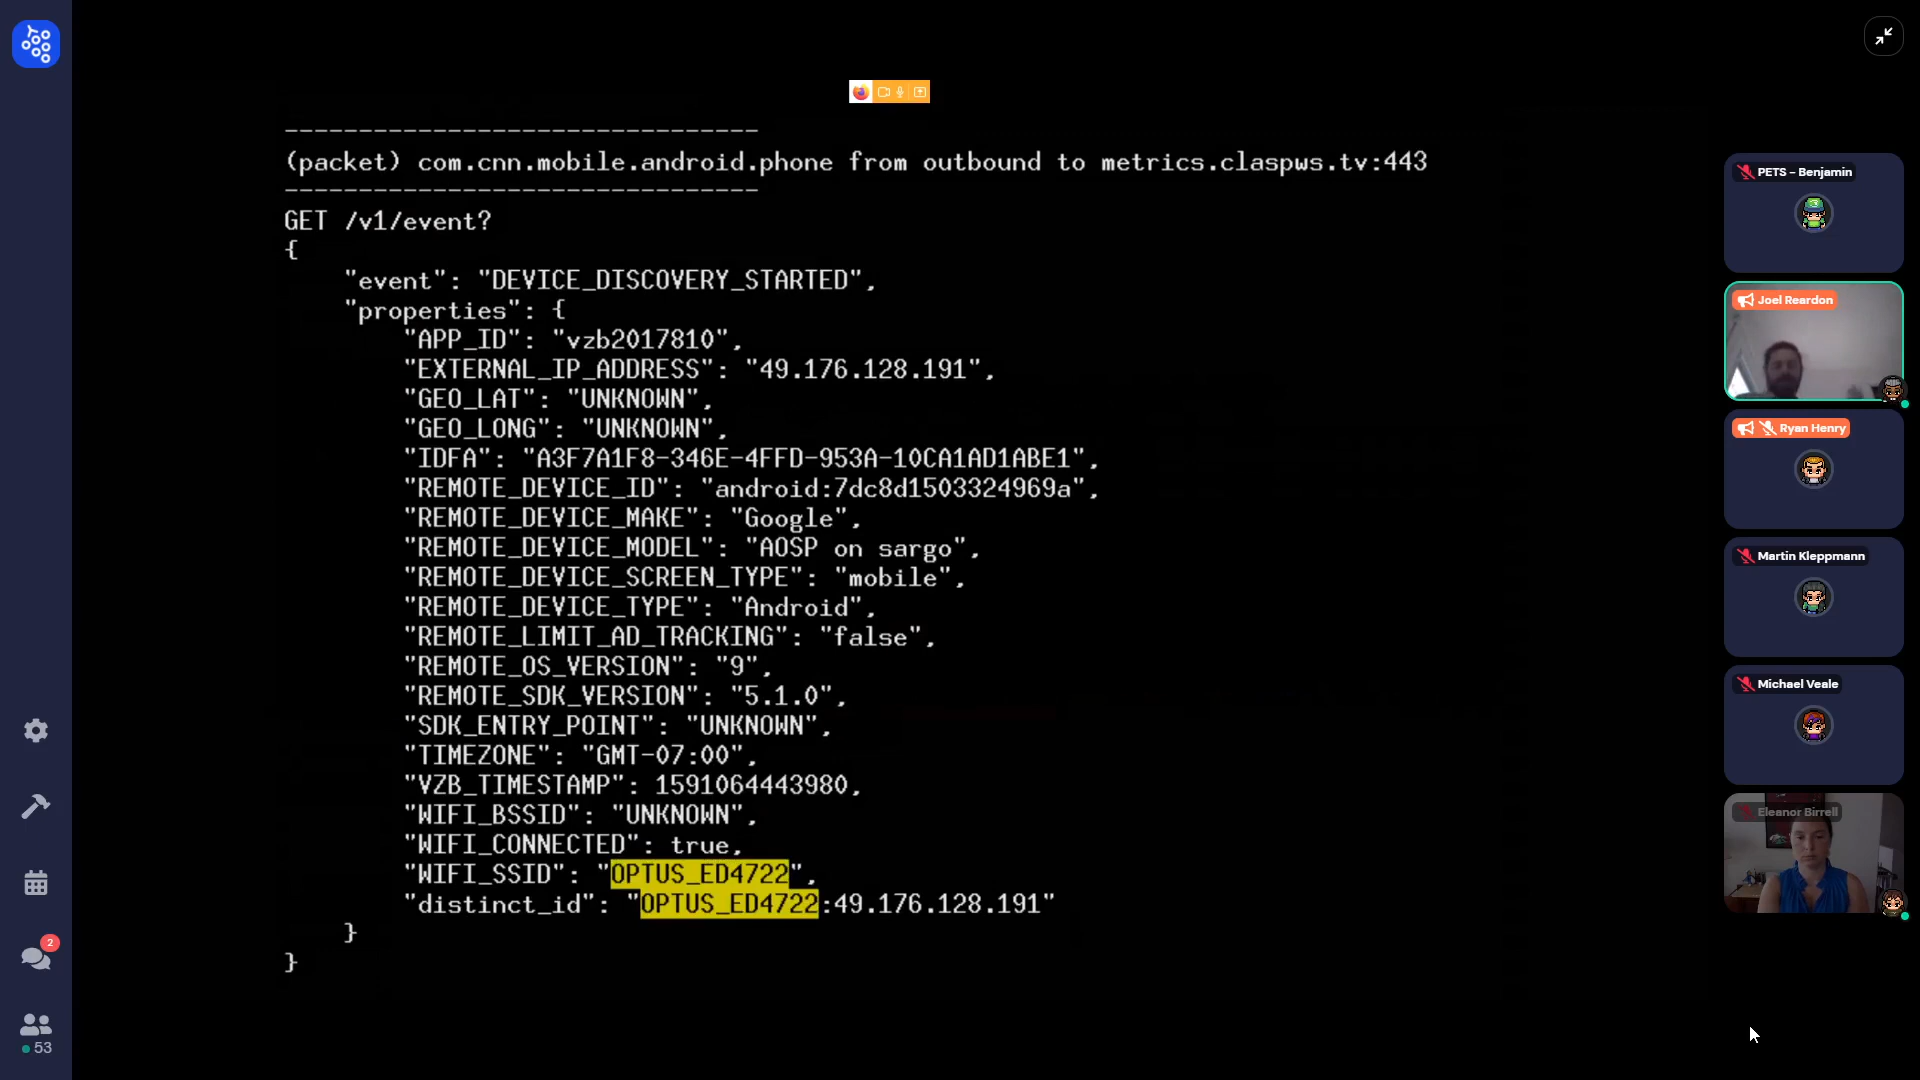 --------------------------------
(packet) com.cnn.mobile.android.phone from outbound to metrics.claspws.tv:443
--------------------------------
GET /v1/event?
{
"event": "DEVICE_DISCOVERY_STARTED",
"properties": {
"APP_ID": "vzb2017810",
"EXTERNAL_IP_ADDRESS": "49.176.128.191",
"GEO_LAT": "UNKNOWN",
"GEO_LONG": "UNKNOWN",
"IDFA": "A3F7A1F8-346E-4FFD-953A-10CA1AD1ABE1",
"REMOTE_DEVICE_ID": "android:7dc8d1503324969a",
"REMOTE_DEVICE_MAKE": "Google",
"REMOTE_DEVICE_MODEL": "AOSP on sargo",
"REMOTE_DEVICE_SCREEN_TYPE": "mobile",
"REMOTE_DEVICE_TYPE": "Android",
"REMOTE_LIMIT_AD_TRACKING": "false",
"REMOTE_OS_VERSION": "9",
"REMOTE_SDK_VERSION": "5.1.0",
"SDK_ENTRY_POINT": "UNKNOWN",
"TIMEZONE": "GMT-07:00",
"VZB_TIMESTAMP": 1591064443980,
"WIFI_BSSID": "UNKNOWN",
"WIFI_CONNECTED": true,
"WIFI_SSID": "OPTUS_ED4722",
"distinct_id": "OPTUS_ED4722:49.176.128.191"
}
}
PETS - Benjamin
Joel Reardon
Ryan Henry
Martin Kleppmann
Michael Veale
Eleanor Birrell
2
53